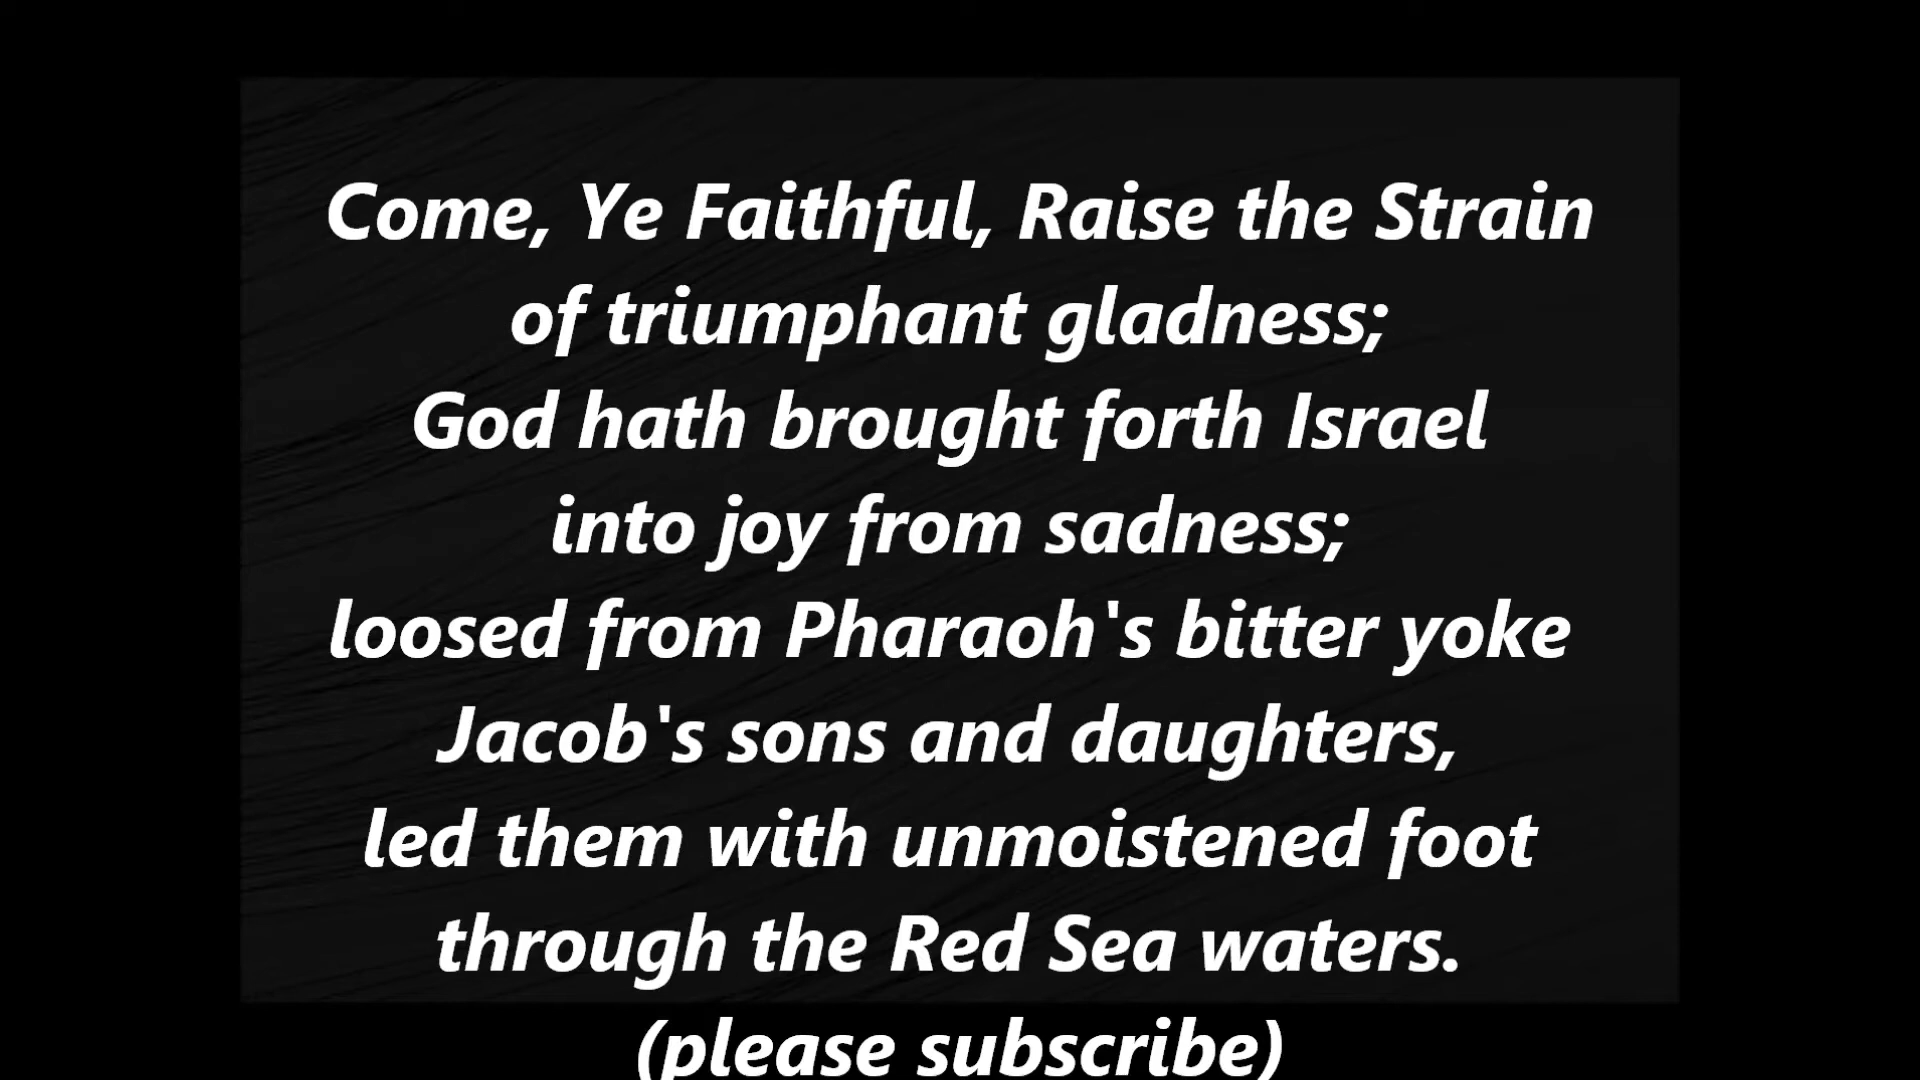 Come, Ye Faithful, Raise the Strain
of triumphant gladness;
God hath brought forth Israel
into joy from sadness;
loosed from Pharaoh's bitter yoke
Jacob's sons and daughters,
led them with unmoistened foot
through the Red Sea waters.
(please subscribe)